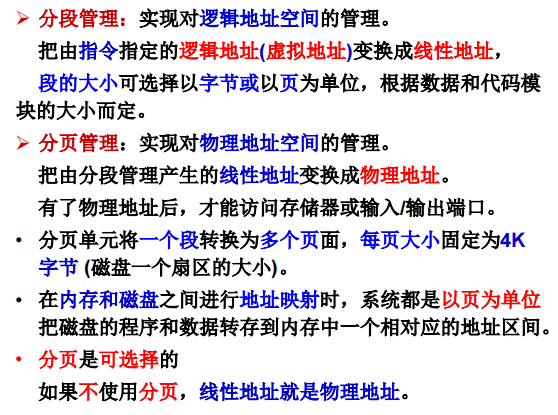 ➢ 分段管理：实现对逻辑地址空间的管理。
把由指令指定的逻辑地址(虚拟地址)变换成线性地址，
段的大小可选择以字节或以页为单位，根据数据和代码模
块的大小而定。
➢ 分页管理：实现对物理地址空间的管理。
把由分段管理产生的线性地址变换成物理地址。
有了物理地址后，才能访问存储器或输入/输出端口。
• 分页单元将一个段转换为多个页面，每页大小固定为4K
字节 (磁盘一个扇区的大小)。
• 在内存和磁盘之间进行地址映射时，系统都是以页为单位
把磁盘的程序和数据转存到内存中一个相对应的地址区间。
• 分页是可选择的
如果不使用分页，线性地址就是物理地址。